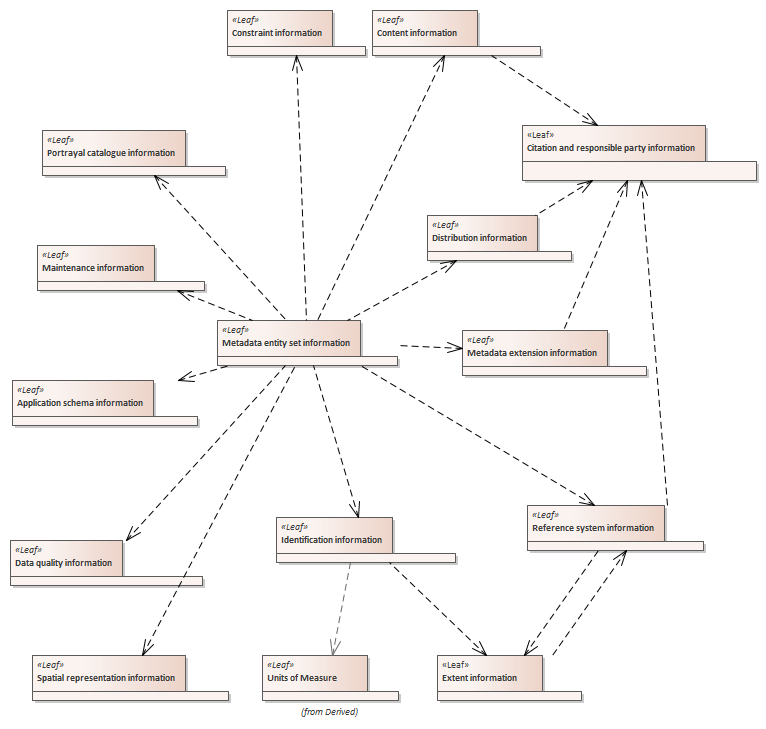 «Leaf»
Constraint information
«Leaf»
Content information
«Leaf»
Portrayal catalogue information
«Leaf»
Citation and responsible party information
«Leaf»
Distribution information
«Leaf»
Maintenance information
«Leaf»
Metadata entity set information
«Leaf»
Metadata extension information
«Leaf»
Application schema information
«Leaf»
Reference system information
«Leaf»
Identification information
«Leaf»
Data quality information
«Leaf»
Spatial representation information
«Leaf»
Units of Measure
(from Derived)
«Leaf»
Extent information